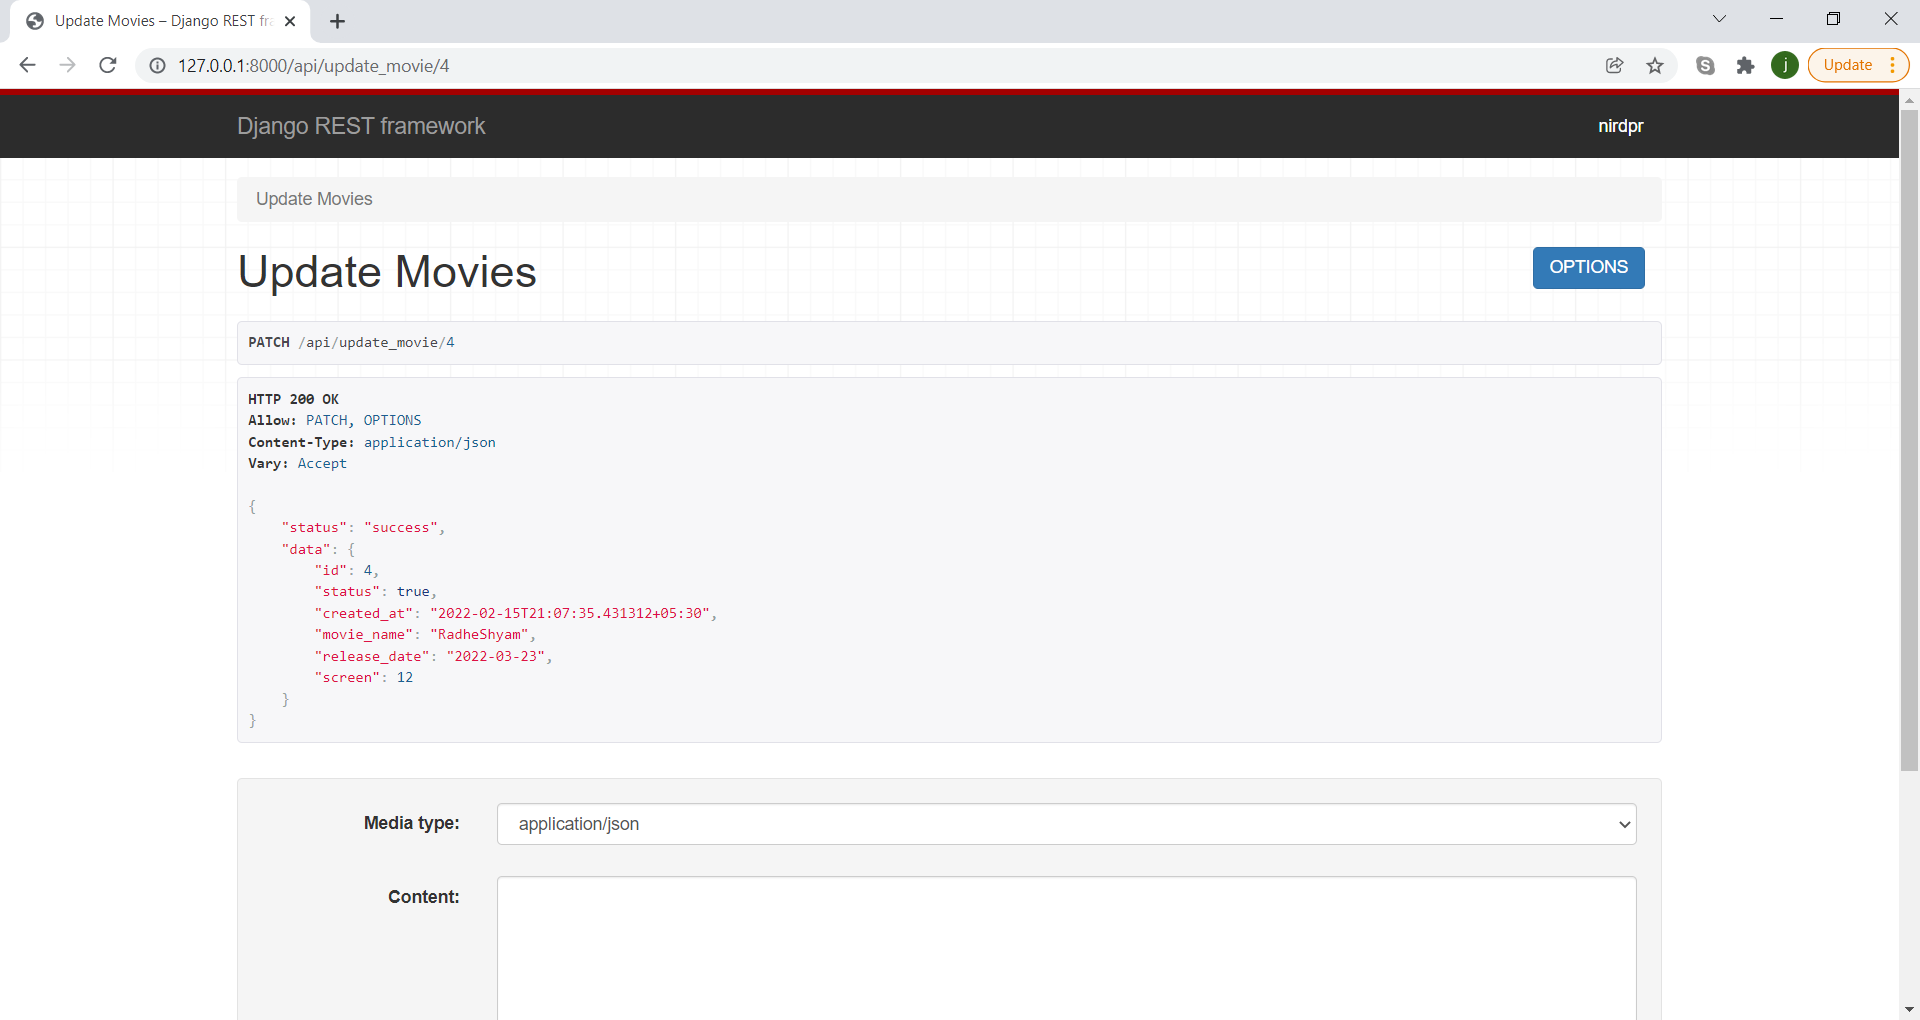 Update Movies – Django REST fra
127.0.0.1:8000/api/update_movie/4
j
Update
Django REST framework
nirdpr
Update Movies
Update Movies
OPTIONS
PATCH /api/update_movie/4
HTTP 200 OK
Allow: PATCH, OPTIONS
Content-Type: application/json
Vary: Accept
{
    "status": "success",
    "data": {
        "id": 4,
        "status": true,
        "created_at": "2022-02-15T21:07:35.431312+05:30",
        "movie_name": "RadheShyam",
        "release_date": "2022-03-23",
        "screen": 12
    }
}
Media type:
application/json
Content: